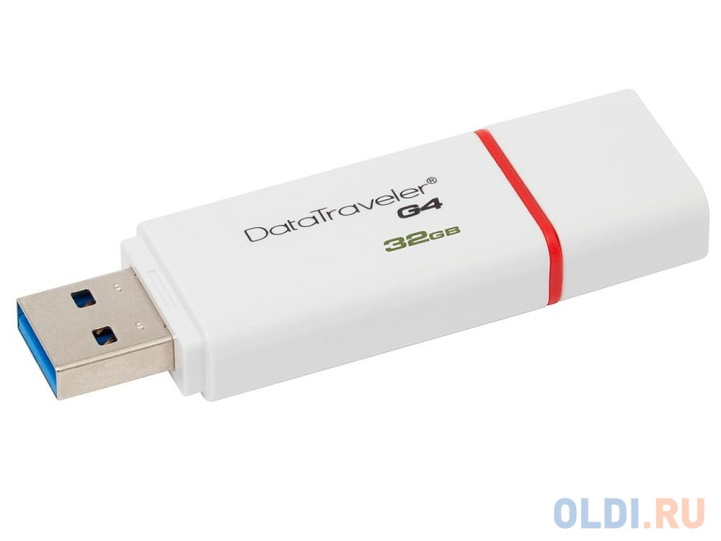 DataTraveler®
G4
32GB
OLDI.RU